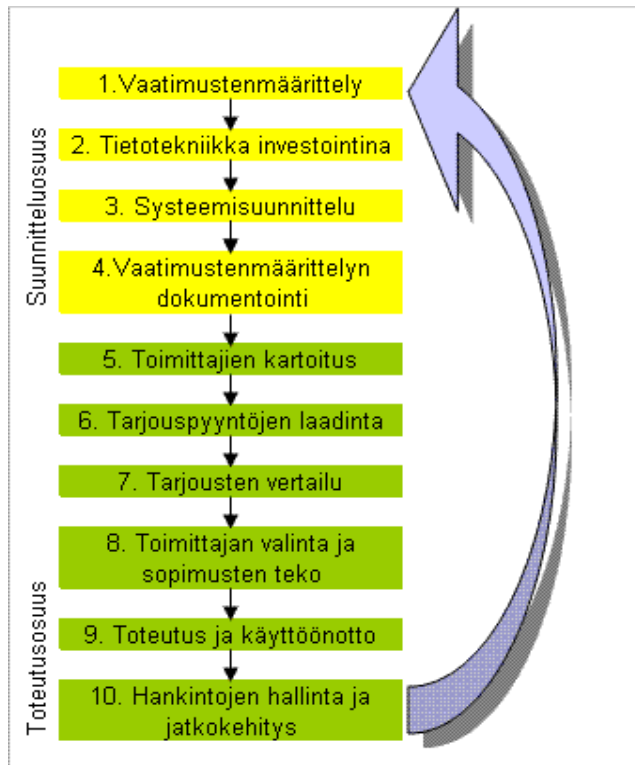 Suunnitteluosuus
1.Vaatimustenmäärittely
2. Tietotekniikka investointina
3. Systeemisuunnittelu
4.Vaatimustenmäärittelyn
dokumentointi
Toteutusosuus
5. Toimittajien kartoitus
6. Tarjouspyyntöjen laadinta
7. Tarjousten vertailu
8. Toimittajan valinta ja
sopimusten teko
9. Toteutus ja käyttöönotto
10. Hankintojen hallinta ja
jatkokehitys